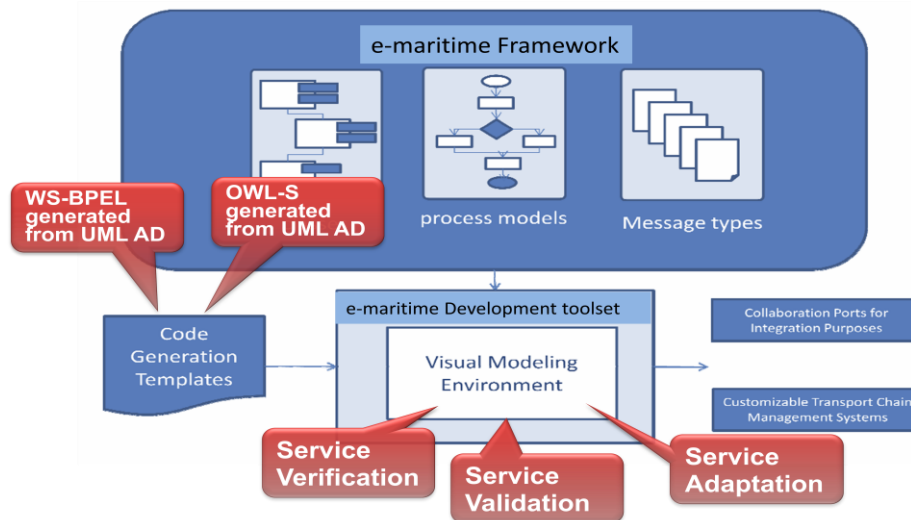 e-maritime Framework
process models
Message types
WS-BPEL
generated
from UML AD
OWL-S
generated
from UML AD
e-maritime Development toolset
Code
Generation
Templates
Visual Modeling
Environment
Collaboration Ports for
Integration Purposes
Customizable Transport Chain
Management Systems
Service
Verification
Service
Validation
Service
Adaptation